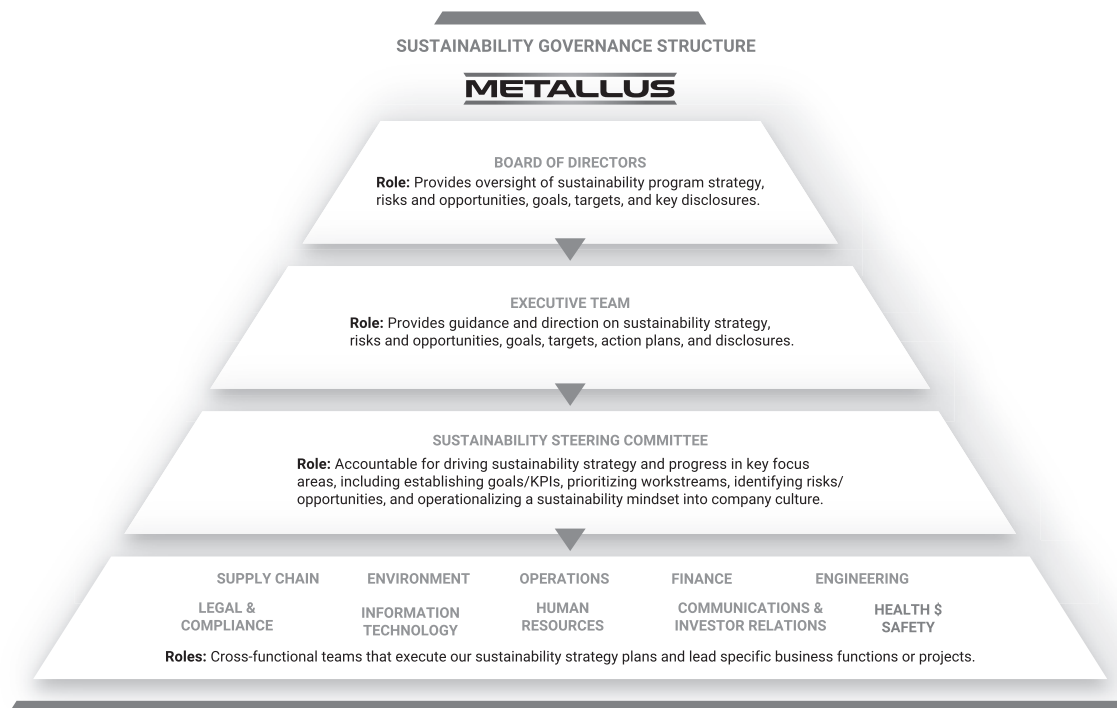 SUSTAINABILITY GOVERNANCE STRUCTURE
METALLUS
BOARD OF DIRECTORS
Role: Provides oversight of sustainability program strategy,
risks and opportunities, goals, targets, and key disclosures.
EXECUTIVE TEAM
Role: Provides guidance and direction on sustainability strategy,
risks and opportunities, goals, targets, action plans, and disclosures.
SUSTAINABILITY STEERING COMMITTEE
Role: Accountable for driving sustainability strategy and progress in key focus
areas, including establishing goals/KPIs, prioritizing workstreams, identifying risks/
opportunities, and operationalizing a sustainability mindset into company culture.
SUPPLY CHAIN
ENVIRONMENT
OPERATIONS
FINANCE
ENGINEERING
LEGAL &
COMPLIANCE
INFORMATION
TECHNOLOGY
HUMAN
RESOURCES
COMMUNICATIONS &
INVESTOR RELATIONS
HEALTH $
SAFETY
Roles: Cross-functional teams that execute our sustainability strategy plans and lead specific business functions or projects.